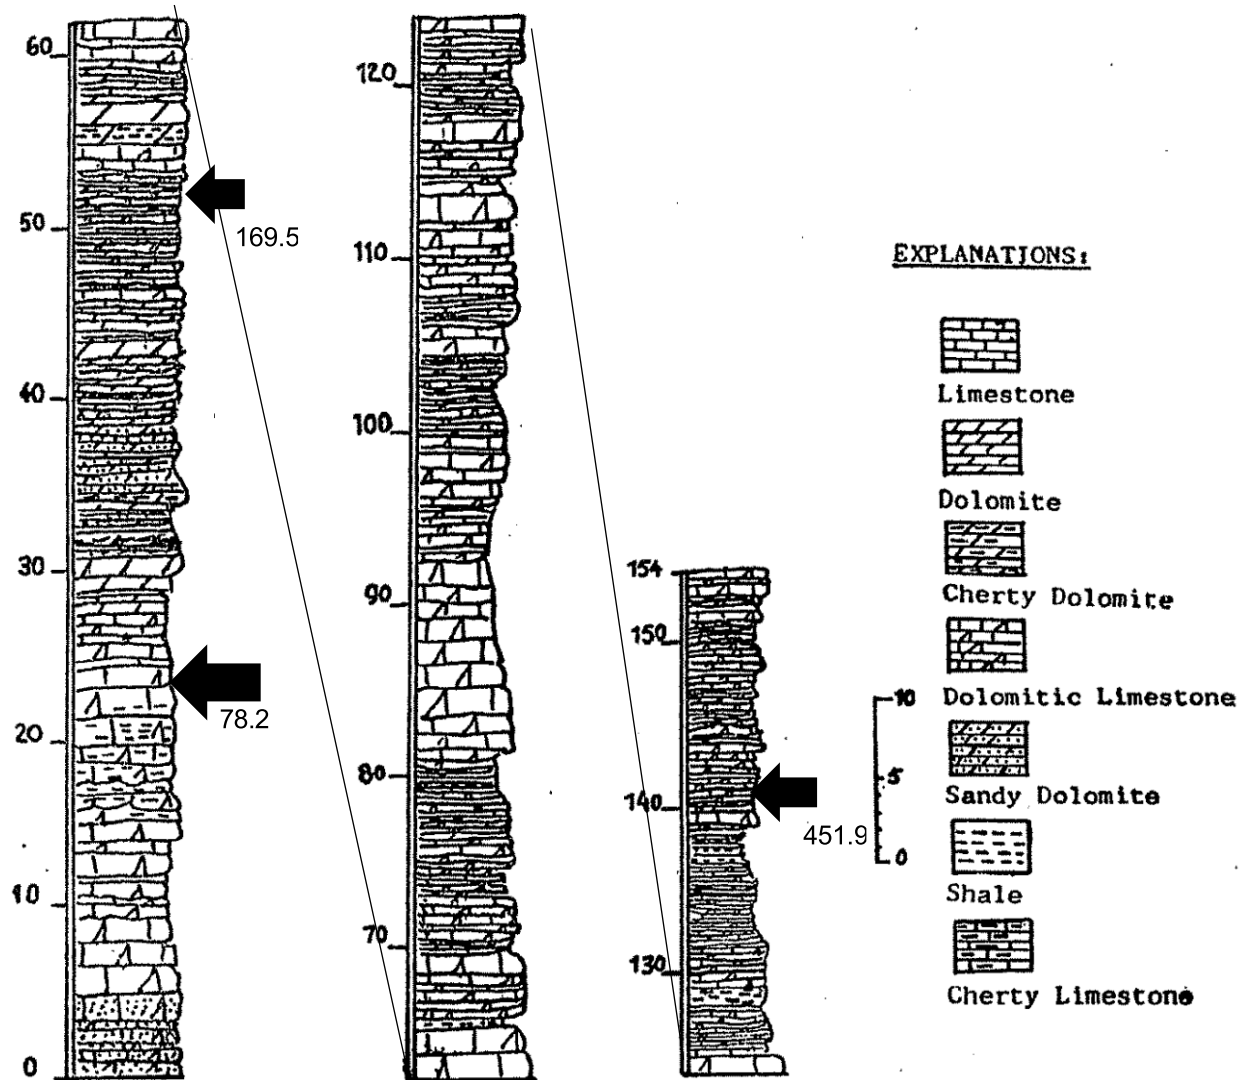 60
50
40
30
20
10
0
169.5
78.2
120
110
100
90
80
70
154
150
140
130
451.9
EXPLANATIONS:
Limestone
Dolomite
Cherty Dolomite
Dolomitic Limestone
Sandy Dolomite
Shale
Cherty Limestone
10
5
0